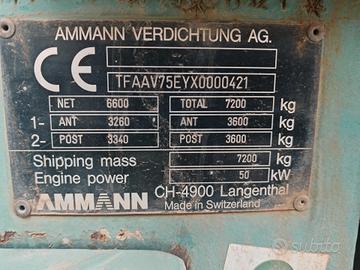 AMMANN VERDICHTUNG AG.
CE
TFAAV75EYX0000421
NET 6600 TOTAL 7200 kg
1- ANT 3260 ANT 3600 kg
2- POST 3340 POST 3600 kg
Shipping mass 7200 kg
Engine power 50 kW
AMMANN CH-4900 Langenthal
Made in Switzerland
subito